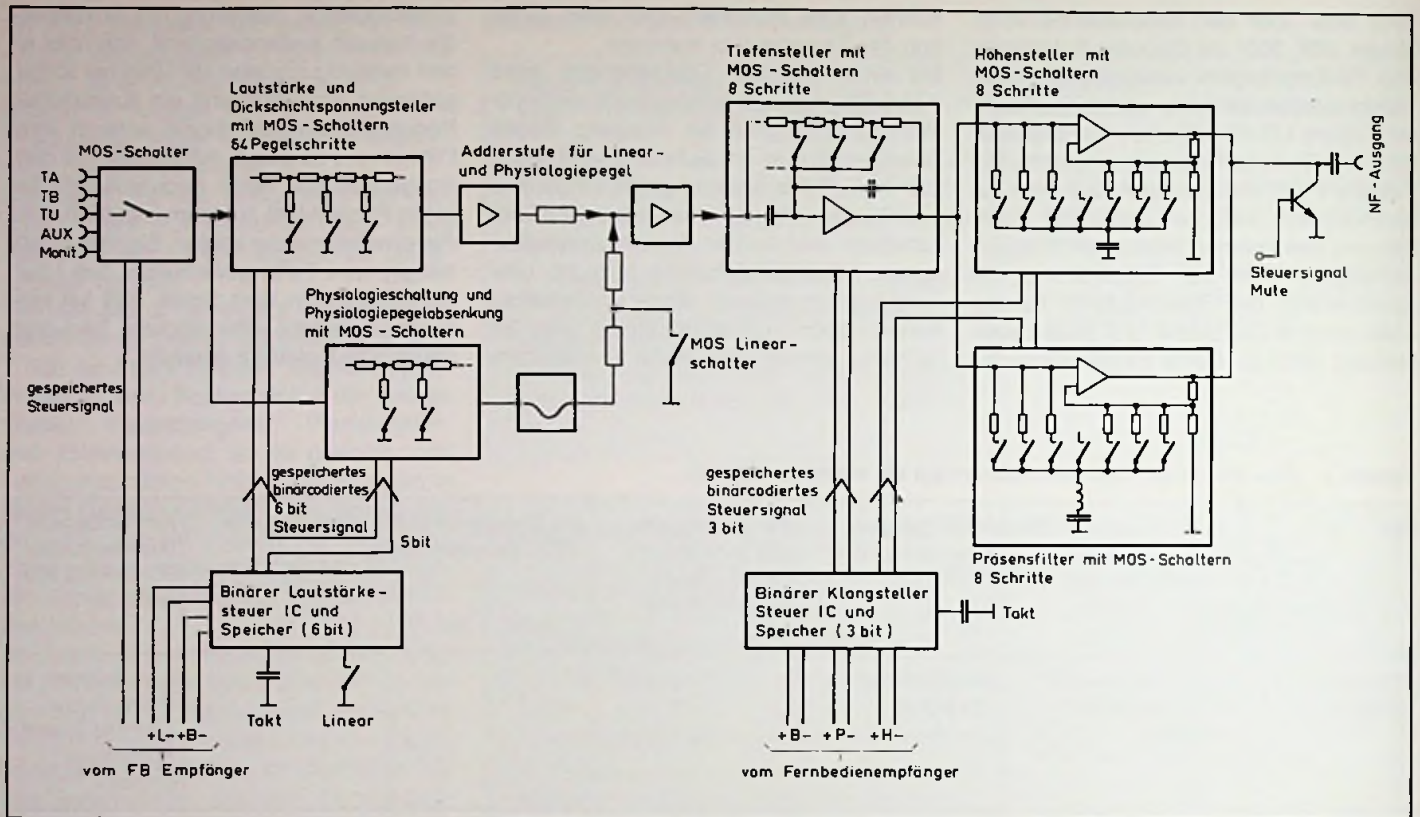 Tiefensteller mit
MOS - Schaltern
8 Schritte
Höhensteller mit
MOS - Schaltern
8 Schritte
Lautstärke und
Dickschichtspannungsteiler
mit MOS - Schaltern
64 Pegelschritte
MOS-Schalter
Addierstufe für Linear-
und Physiologiepegel
TA
TB
TU
AUX
Monit
NF - Ausgang
Steuersignal
Mute
Physiologieschaltung und
Physiologiepegelabsenkung
mit MOS - Schaltern
MOS Linear-
schalter
gespeichertes
Steuersignal
gespeichertes
binärcodiertes
6 bit
Steuersignal
5 bit
gespeichertes
binärcodiertes
Steuersignal
3 bit
Präsensfilter mit MOS - Schaltern
8 Schritte
Binärer Lautstärke-
steuer IC und
Speicher (6 bit)
Binärer Klangsteller
Steuer IC und
Speicher (3 bit)
Takt
Takt
Linear
+L- +B-
vom FB Empfänger
+B- +P- +H-
vom Fernbedienempfänger